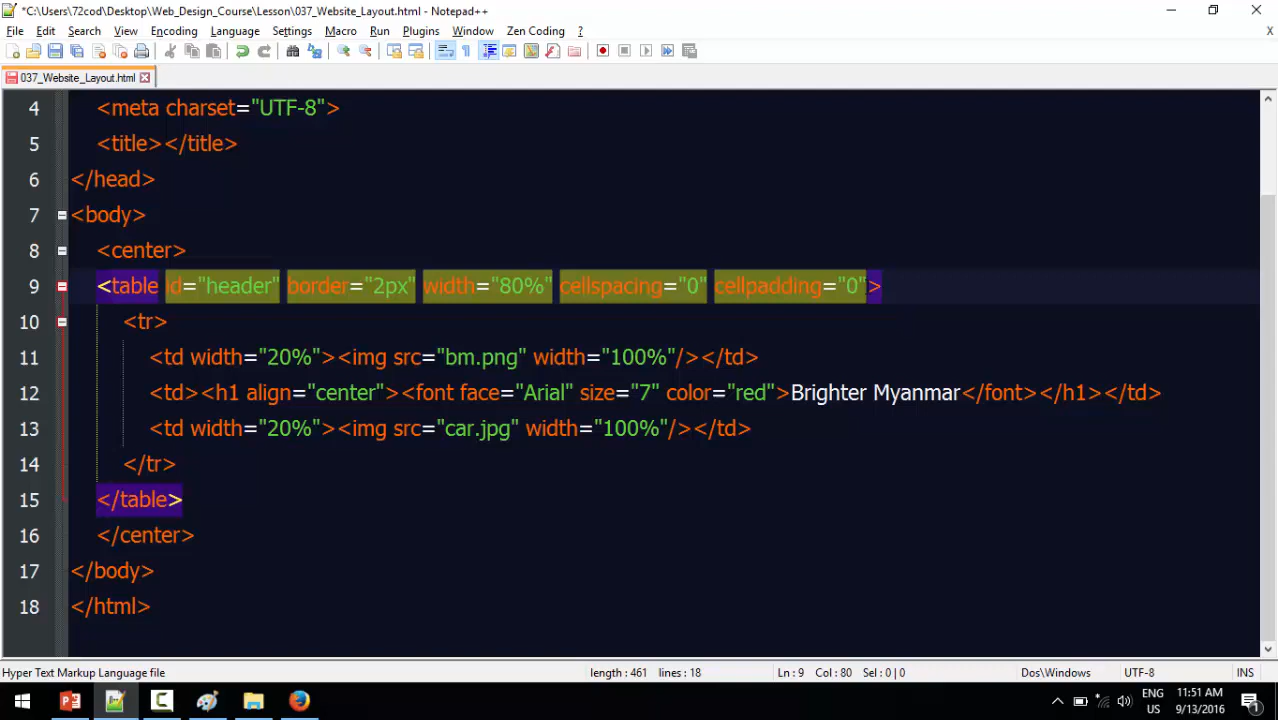 *C:\Users\72cod\Desktop\Web_Design_Course\Lesson\037_Website_Layout.html - Notepad++
File Edit Search View Encoding Language Settings Macro Run Plugins Window Zen Coding ? X
037_Website_Layout.html
4 <meta charset="UTF-8">
5 <title></title>
6 </head>
7 <body>
8 <center>
9 <table id="header" border="2px" width="80%" cellspacing="0" cellpadding="0">
10 <tr>
11 <td width="20%"><img src="bm.png" width="100%"/></td>
12 <td><h1 align="center"><font face="Arial" size="7" color="red">Brighter Myanmar</font></h1></td>
13 <td width="20%"><img src="car.jpg" width="100%"/></td>
14 </tr>
15 </table>
16 </center>
17 </body>
18 </html>
Hyper Text Markup Language file length : 461 lines : 18 Ln : 9 Col : 80 Sel : 0 | 0 Dos\Windows UTF-8 INS
ENG 11:51 AM
US 9/13/2016 1